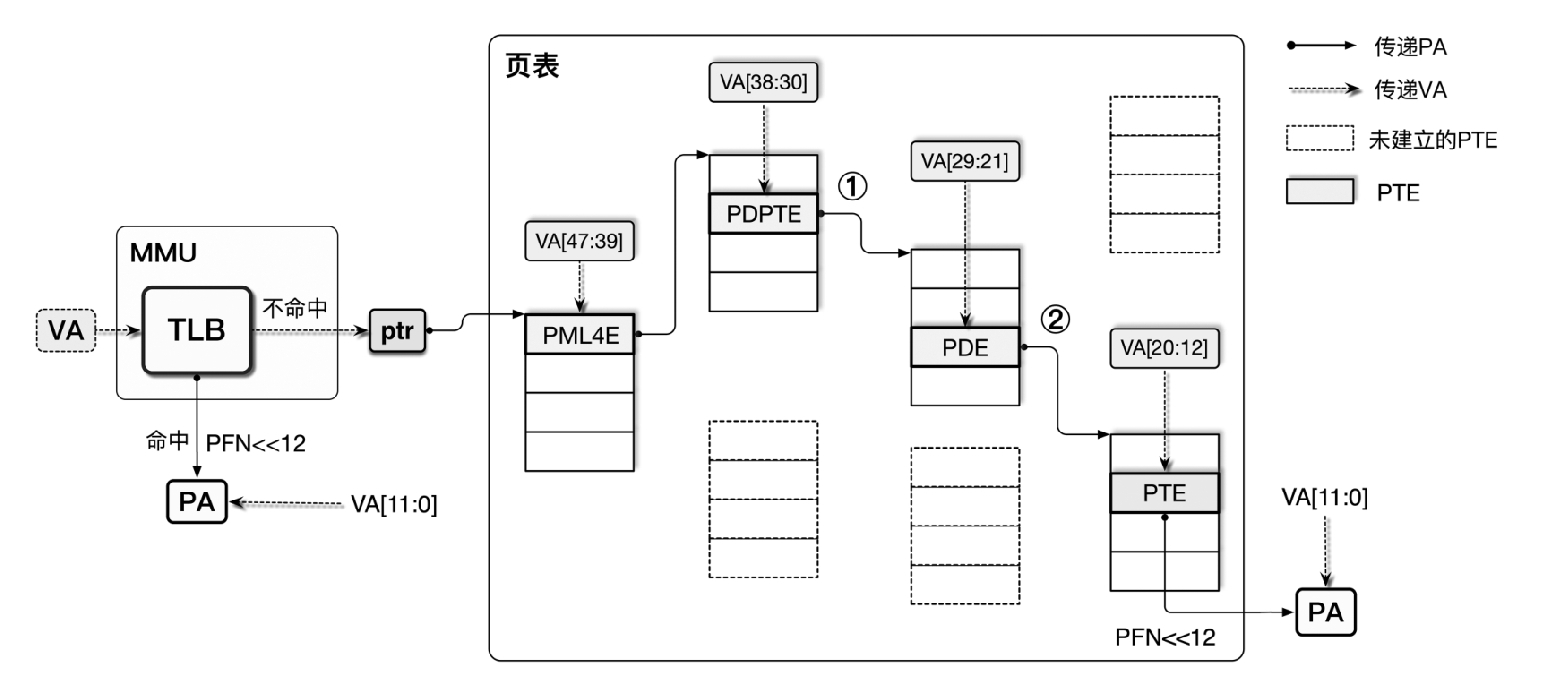 页表
传递PA
传递VA
未建立的PTE
PTE
VA[38:30]
VA[29:21]
①
PDPTE
VA[47:39]
MMU
VA
TLB
不命中
ptr
PML4E
②
PDE
VA[20:12]
命中 PFN<<12
PA
VA[11:0]
PTE
VA[11:0]
PA
PFN<<12